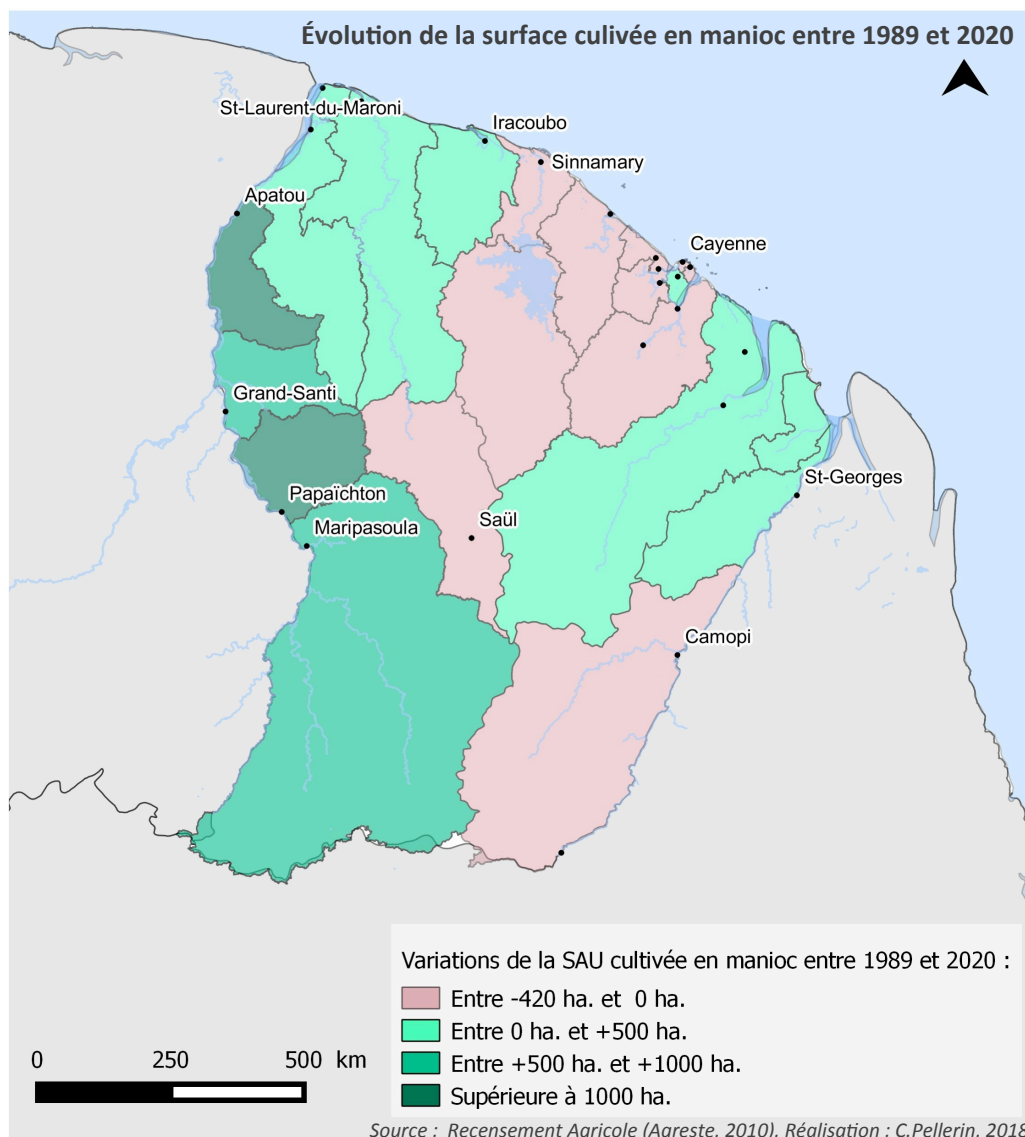 Évolution de la surface culivée en manioc entre 1989 et 2020
St-Laurent-du-Maroni
Iracoubo
Sinnamary
Apatou
Cayenne
Grand-Santi
St-Georges
Papaïchton
Saül
Maripasoula
Camopi
Variations de la SAU cultivée en manioc entre 1989 et 2020 :
Entre -420 ha. et 0 ha.
Entre 0 ha. et +500 ha.
Entre +500 ha. et +1000 ha.
Supérieure à 1000 ha.
0 250 500 km
Source : Recensement Agricole (Agreste, 2010). Réalisation : C.Pellerin, 2018